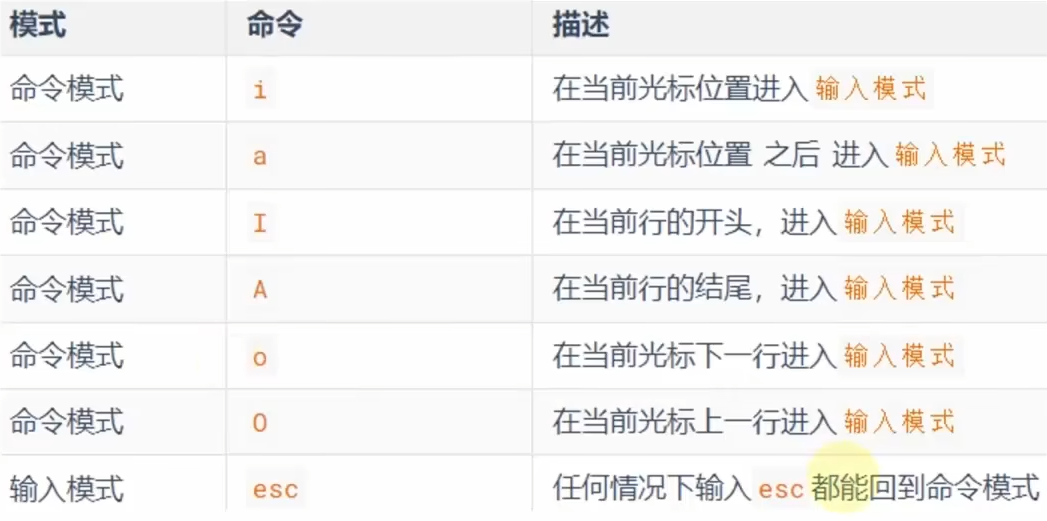 模式 命令 描述
命令模式 i 在当前光标位置进入 输入模式
命令模式 a 在当前光标位置 之后 进入 输入模式
命令模式 I 在当前行的开头，进入 输入模式
命令模式 A 在当前行的结尾，进入 输入模式
命令模式 o 在当前光标下一行进入 输入模式
命令模式 O 在当前光标上一行进入 输入模式
输入模式 esc 任何情况下输入 esc 都能回到命令模式